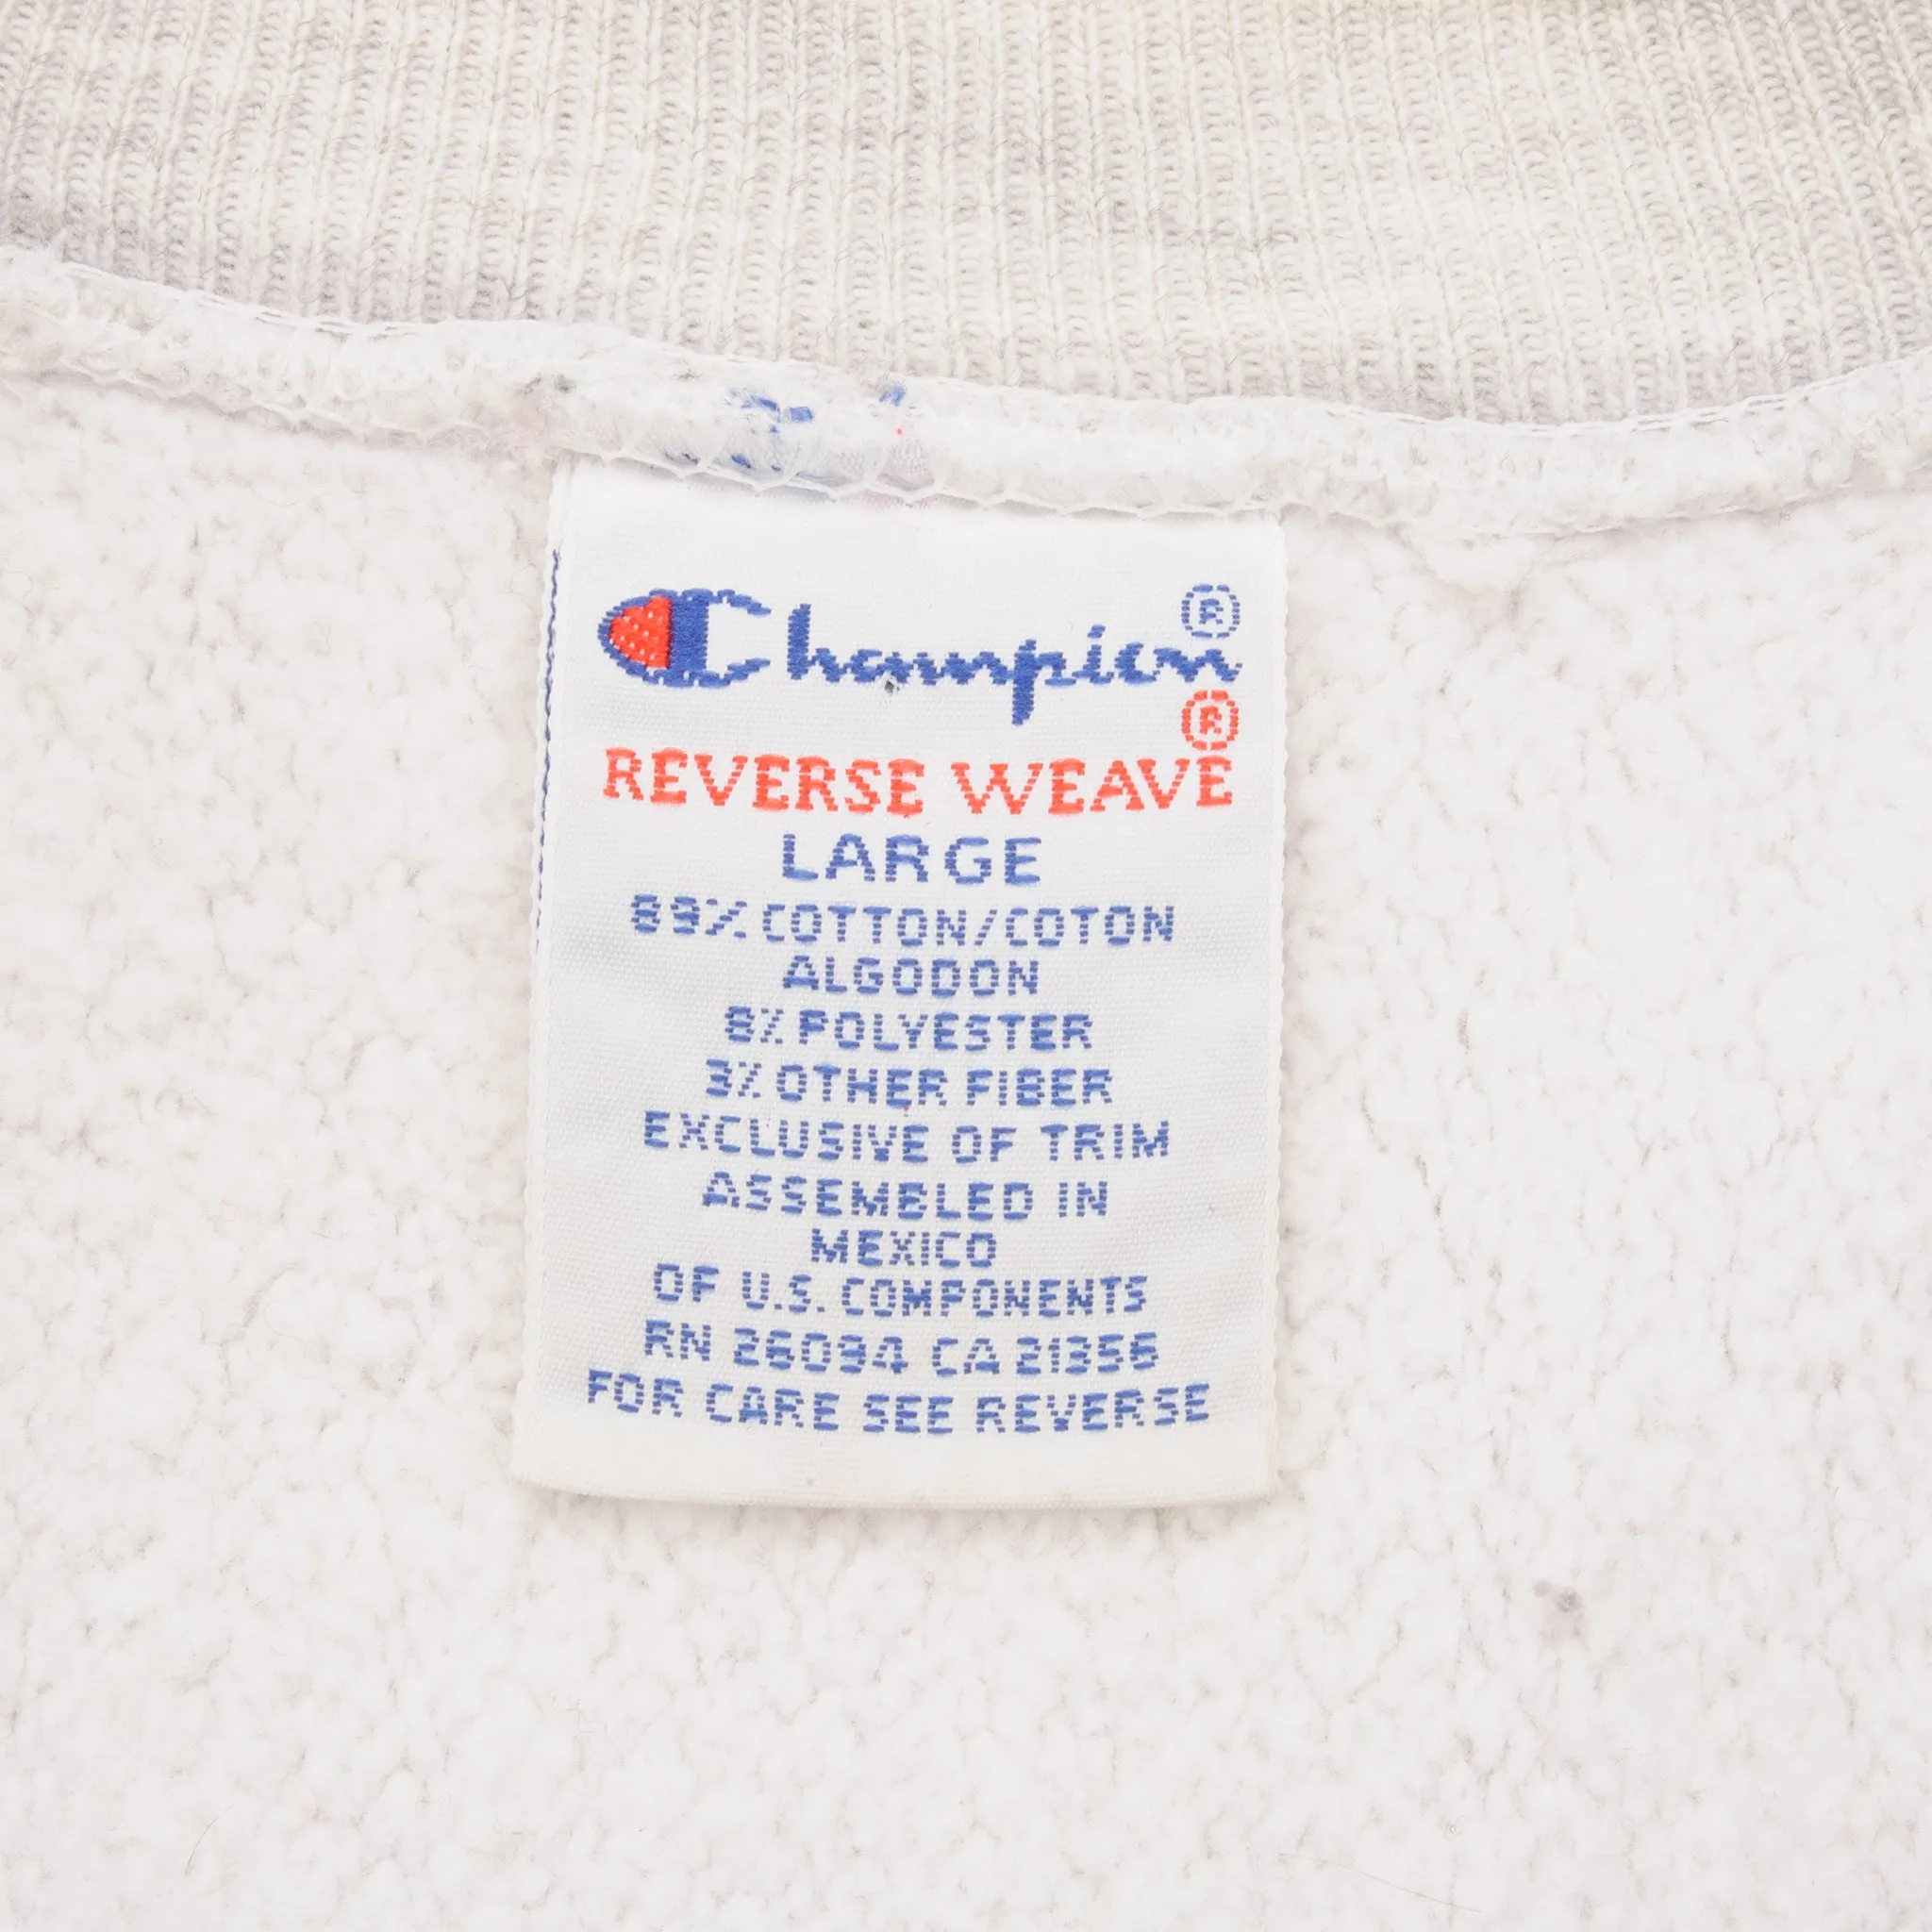 Champion®
REVERSE WEAVE®
LARGE
89% COTTON/COTON
ALGODON
8% POLYESTER
3% OTHER FIBER
EXCLUSIVE OF TRIM
ASSEMBLED IN
MEXICO
OF U.S. COMPONENTS
RN 26094 CA 21356
FOR CARE SEE REVERSE